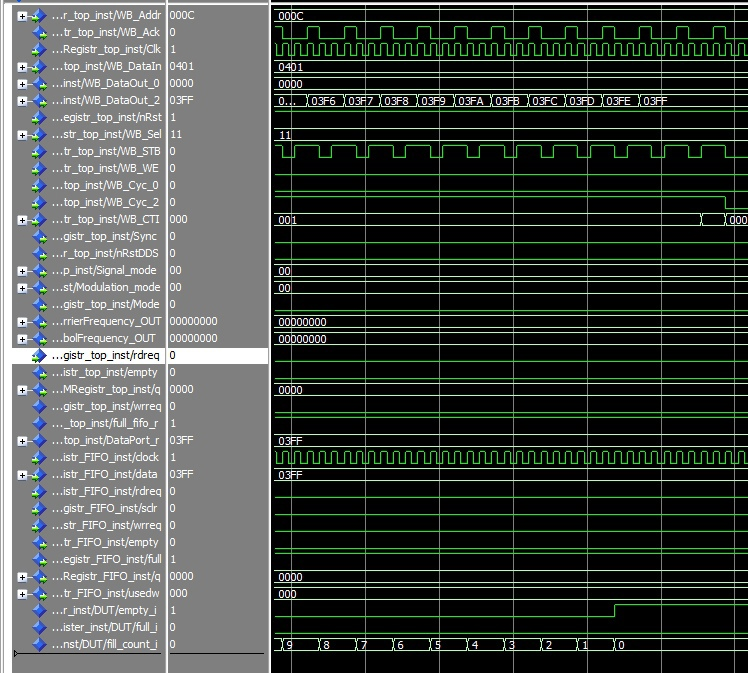 ...r_top_inst/WB_Addr 000C 000C
...tr_top_inst/WB_Ack 0
...Registr_top_inst/Clk 1
...top_inst/WB_DataIn 0401 0401
...inst/WB_DataOut_0 0000 0000
...inst/WB_DataOut_2 03FF 0... 03F6 03F7 03F8 03F9 03FA 03FB 03FC 03FD 03FE 03FF
...egistr_top_inst/nRst 1
...str_top_inst/WB_Sel 11 11
...tr_top_inst/WB_STB 0
...tr_top_inst/WB_WE 0
...top_inst/WB_Cyc_0 0
...top_inst/WB_Cyc_2 0
...tr_top_inst/WB_CTI 000 001 000
...gistr_top_inst/Sync 0
...r_top_inst/nRstDDS 0
...p_inst/Signal_mode 00 00
...st/Modulation_mode 00 00
...gistr_top_inst/Mode 0
...rrierFrequency_OUT 00000000 00000000
...bolFrequency_OUT 00000000 00000000
...gistr_top_inst/rdreq 0
...istr_top_inst/empty 0
...MRegistr_top_inst/q 0000 0000
...gistr_top_inst/wrreq 0
..._top_inst/full_fifo_r 1
...top_inst/DataPort_r 03FF 03FF
...istr_FIFO_inst/clock 1
...istr_FIFO_inst/data 03FF 03FF
...istr_FIFO_inst/rdreq 0
...gistr_FIFO_inst/sclr 0
...str_FIFO_inst/wrreq 0
...tr_FIFO_inst/empty 0
...egistr_FIFO_inst/full 1
...Registr_FIFO_inst/q 0000 0000
...tr_FIFO_inst/usedw 000 000
...r_inst/DUT/empty_i 1
...ister_inst/DUT/full_i 0
...nst/DUT/fill_count_i 0 9 8 7 6 5 4 3 2 1 0